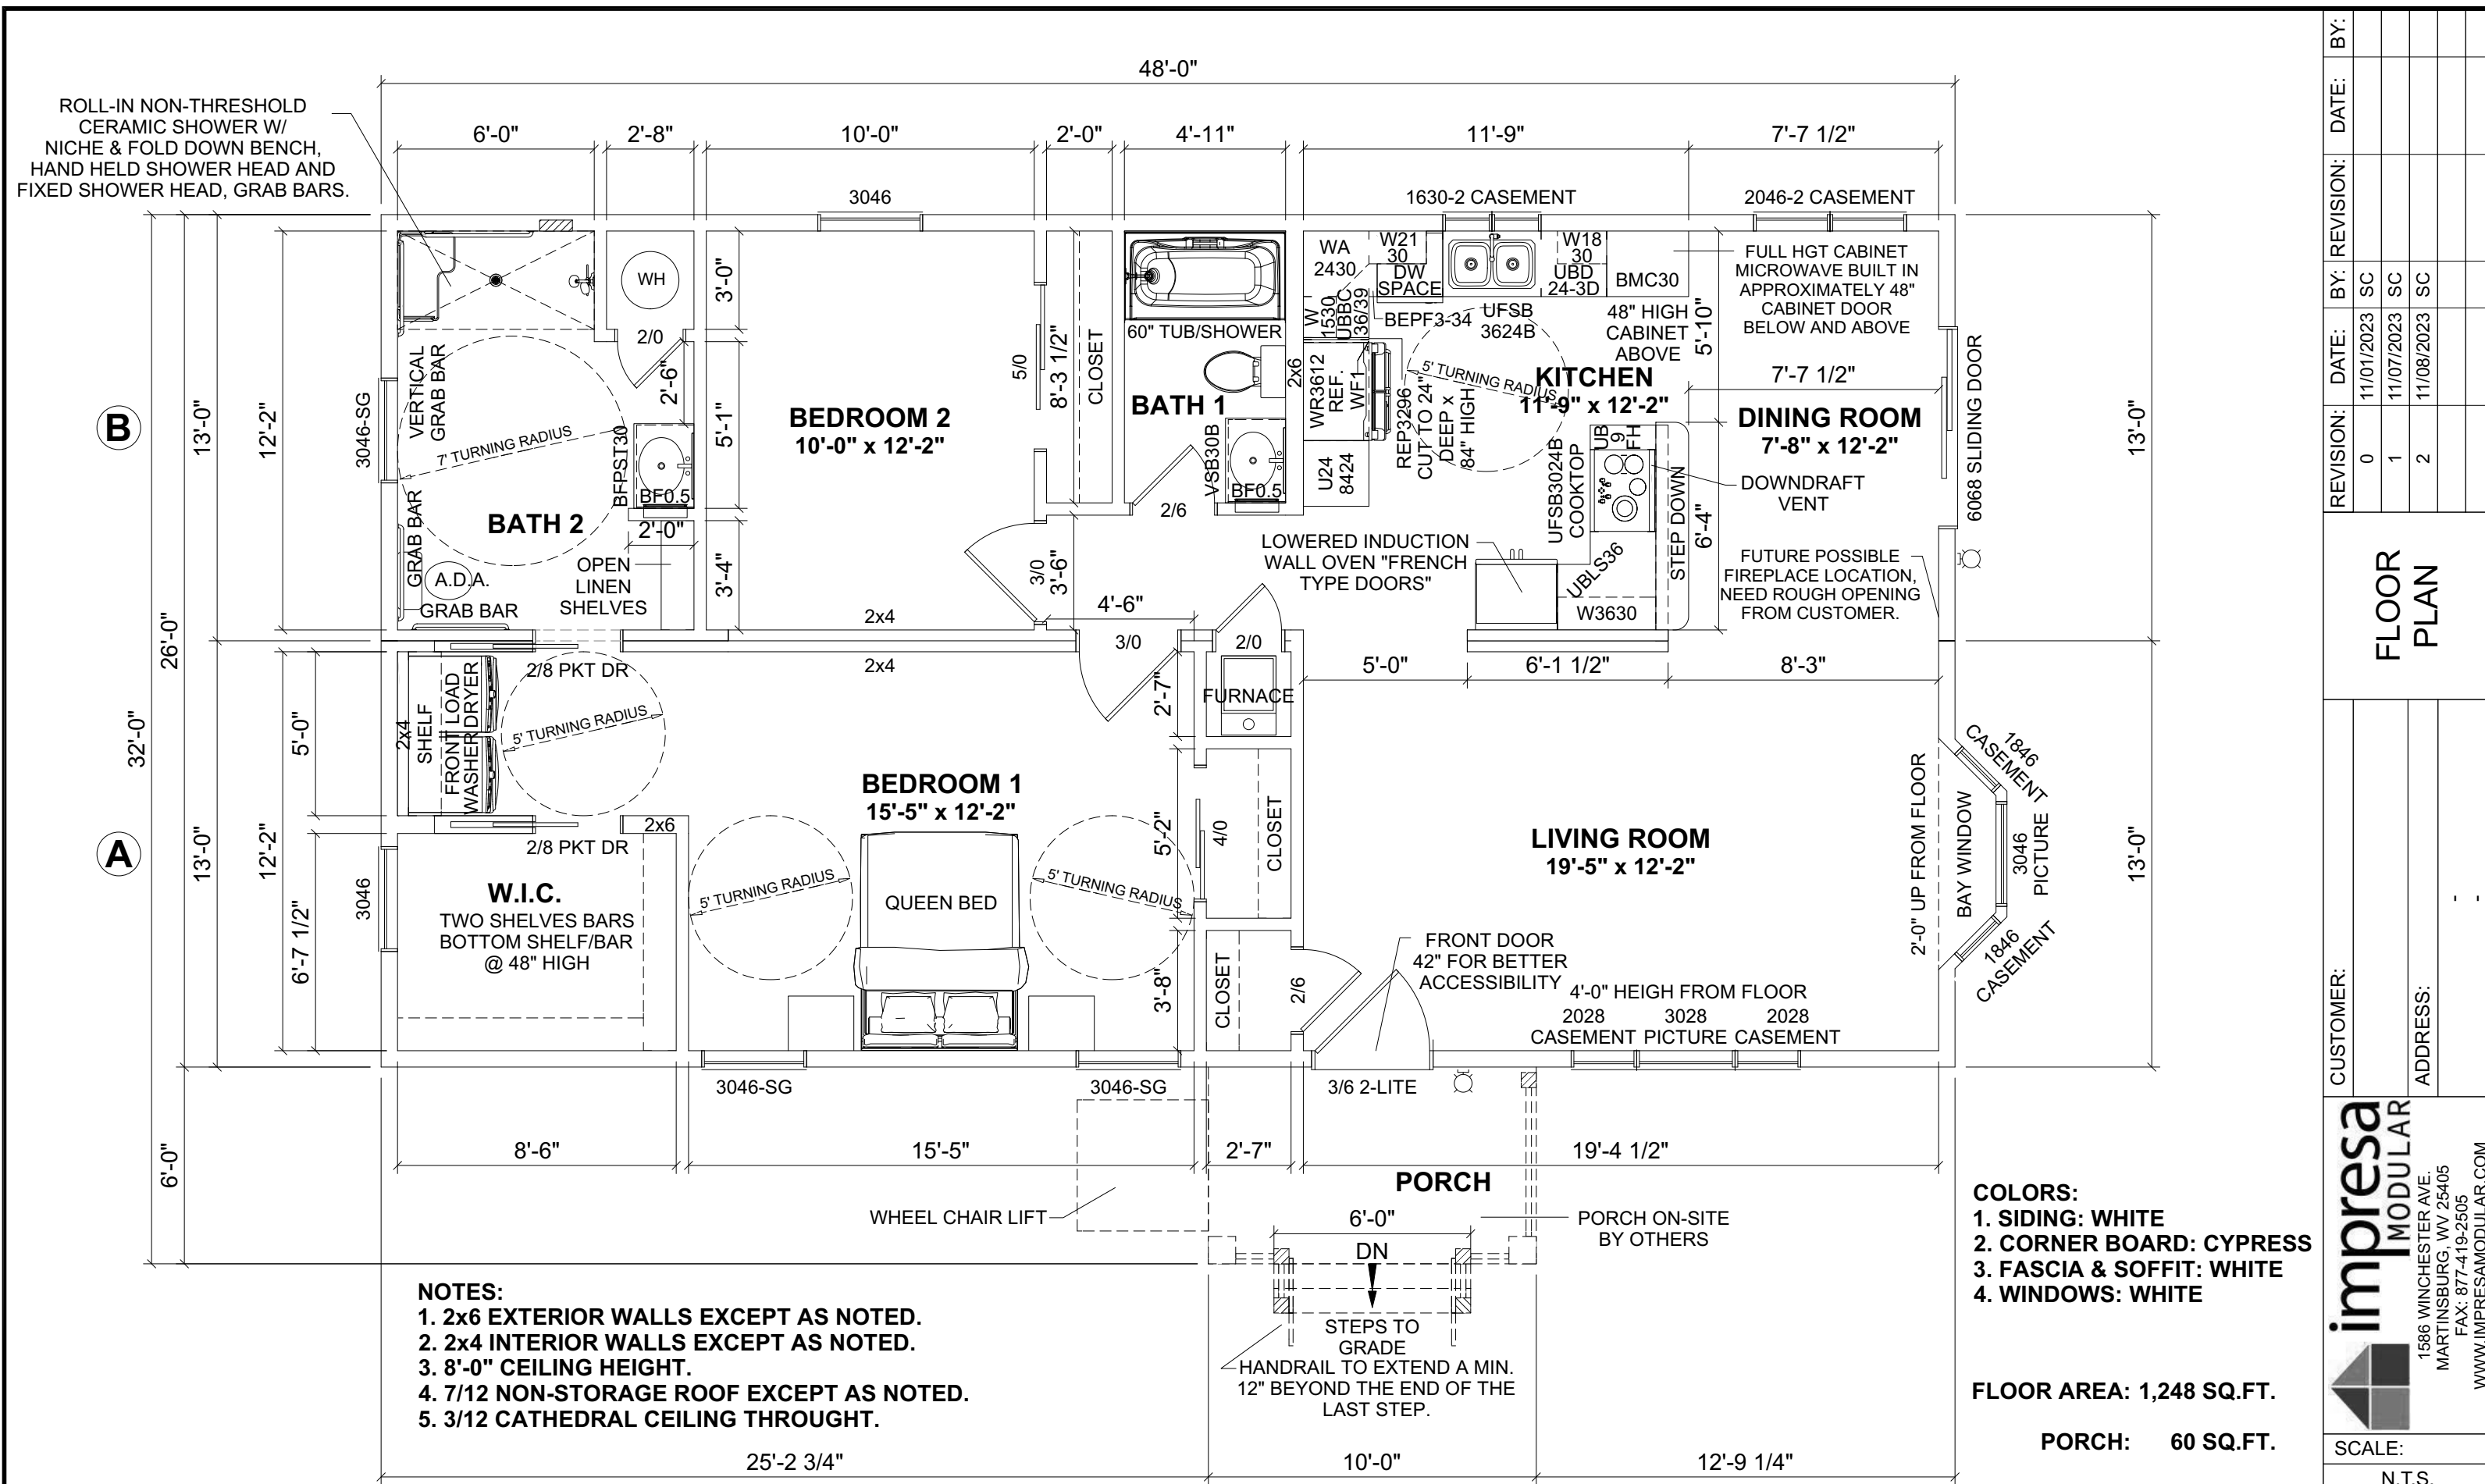 48'-0"
ROLL-IN NON-THRESHOLD
CERAMIC SHOWER W/
NICHE & FOLD DOWN BENCH,
HAND HELD SHOWER HEAD AND
FIXED SHOWER HEAD, GRAB BARS.
6'-0"
2'-8"
10'-0"
2'-0"
4'-11"
11'-9"
7'-7 1/2"
3046
1630-2 CASEMENT
2046-2 CASEMENT
B
A
32'-0"
26'-0"
6'-0"
13'-0"
13'-0"
12'-2"
12'-2"
5'-0"
6'-7 1/2"
3046-SG
3046
VERTICAL
GRAB BAR
7' TURNING RADIUS
GRAB BAR
BATH 2
A.D.A.
GRAB BAR
WH
2/0
2'-6"
BFPST30
BF0.5
2'-0"
OPEN
LINEN
SHELVES
3'-0"
5'-1"
3'-4"
BEDROOM 2
10'-0" x 12'-2"
2x4
2x4
5/0
8'-3 1/2"
CLOSET
3/0
3'-6"
4'-6"
3/0
60" TUB/SHOWER
BATH 1
2x6
VSB30B
BF0.5
2/6
2/0
WA
2430
W21
30
DW
SPACE
W18
30
UBD
24-3D
BMC30
W
1530
UBBC
36/39
BEPF3-34
UFSB
3624B
48" HIGH
CABINET
ABOVE
5'-10"
WR3612
REF.
WF1
U24
8424
REP3296
CUT TO 24"
DEEP x
84" HIGH
5' TURNING RADIUS
KITCHEN
11'-9" x 12'-2"
UFSB3024B
COOKTOP
UB
9
FH
UBLS36
W3630
STEP DOWN
6'-4"
LOWERED INDUCTION
WALL OVEN "FRENCH
TYPE DOORS"
FULL HGT CABINET
MICROWAVE BUILT IN
APPROXIMATELY 48"
CABINET DOOR
BELOW AND ABOVE
7'-7 1/2"
DINING ROOM
7'-8" x 12'-2"
DOWNDRAFT
VENT
FUTURE POSSIBLE
FIREPLACE LOCATION,
NEED ROUGH OPENING
FROM CUSTOMER.
6068 SLIDING DOOR
13'-0"
13'-0"
2/8 PKT DR
2x4
SHELF
FRONT LOAD
WASHER DRYER
5' TURNING RADIUS
2/8 PKT DR
2x6
W.I.C.
TWO SHELVES BARS
BOTTOM SHELF/BAR
@ 48" HIGH
BEDROOM 1
15'-5" x 12'-2"
5' TURNING RADIUS
QUEEN BED
5' TURNING RADIUS
2'-7"
5'-2"
3'-8"
FURNACE
4/0
CLOSET
CLOSET
2/6
5'-0"
6'-1 1/2"
8'-3"
LIVING ROOM
19'-5" x 12'-2"
FRONT DOOR
42" FOR BETTER
ACCESSIBILITY
4'-0" HEIGH FROM FLOOR
2028
3028
2028
CASEMENT PICTURE CASEMENT
2'-0" UP FROM FLOOR
BAY WINDOW
1846
CASEMENT
3046
PICTURE
1846
CASEMENT
3046-SG
3046-SG
3/6 2-LITE
8'-6"
15'-5"
2'-7"
19'-4 1/2"
PORCH
WHEEL CHAIR LIFT
6'-0"
DN
PORCH ON-SITE
BY OTHERS
STEPS TO
GRADE
HANDRAIL TO EXTEND A MIN.
12" BEYOND THE END OF THE
LAST STEP.
25'-2 3/4"
10'-0"
12'-9 1/4"
NOTES:
1. 2x6 EXTERIOR WALLS EXCEPT AS NOTED.
2. 2x4 INTERIOR WALLS EXCEPT AS NOTED.
3. 8'-0" CEILING HEIGHT.
4. 7/12 NON-STORAGE ROOF EXCEPT AS NOTED.
5. 3/12 CATHEDRAL CEILING THROUGHT.
COLORS:
1. SIDING: WHITE
2. CORNER BOARD: CYPRESS
3. FASCIA & SOFFIT: WHITE
4. WINDOWS: WHITE
FLOOR AREA: 1,248 SQ.FT.
PORCH: 60 SQ.FT.
REVISION: DATE: BY: REVISION: DATE: BY:
0 11/01/2023 SC
1 11/07/2023 SC
2 11/08/2023 SC
FLOOR
PLAN
CUSTOMER:
ADDRESS:
- -
impresa
MODULAR
1586 WINCHESTER AVE.
MARTINSBURG, WV 25405
FAX: 877-419-2505
WWW.IMPRESAMODULAR.COM
SCALE:
N.T.S.